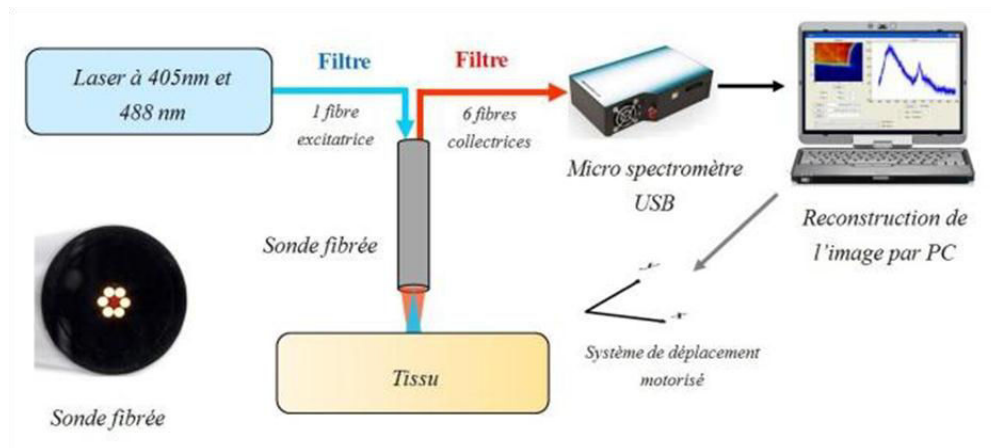 Laser à 405nm et
488 nm
Filtre
Filtre
1 fibre
excitatrice
6 fibres
collectrices
Micro spectromètre
USB
Reconstruction de
l'image par PC
Sonde fibrée
Tissu
Système de déplacement
motorisé
Sonde fibrée